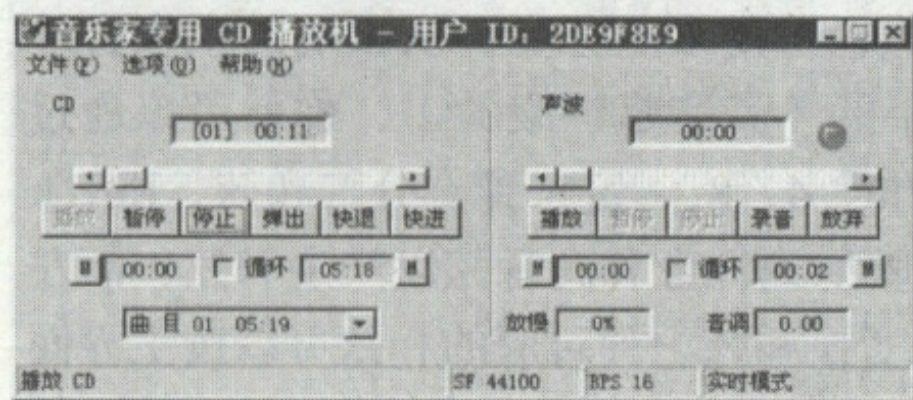 音乐家专用 CD 播放机 - 用户 ID: 2DE9F8E9
文件(F) 选项(O) 帮助(H)
CD 声波
[01] 00:11 00:00
播放 暂停 停止 弹出 快退 快进 播放 暂停 停止 录音 放弃
M 00:00 循环 05:18 M M 00:00 循环 00:02 M
曲目 01 05:19 放慢 0% 音调 0.00
播放 CD SF 44100 BPS 16 实时模式